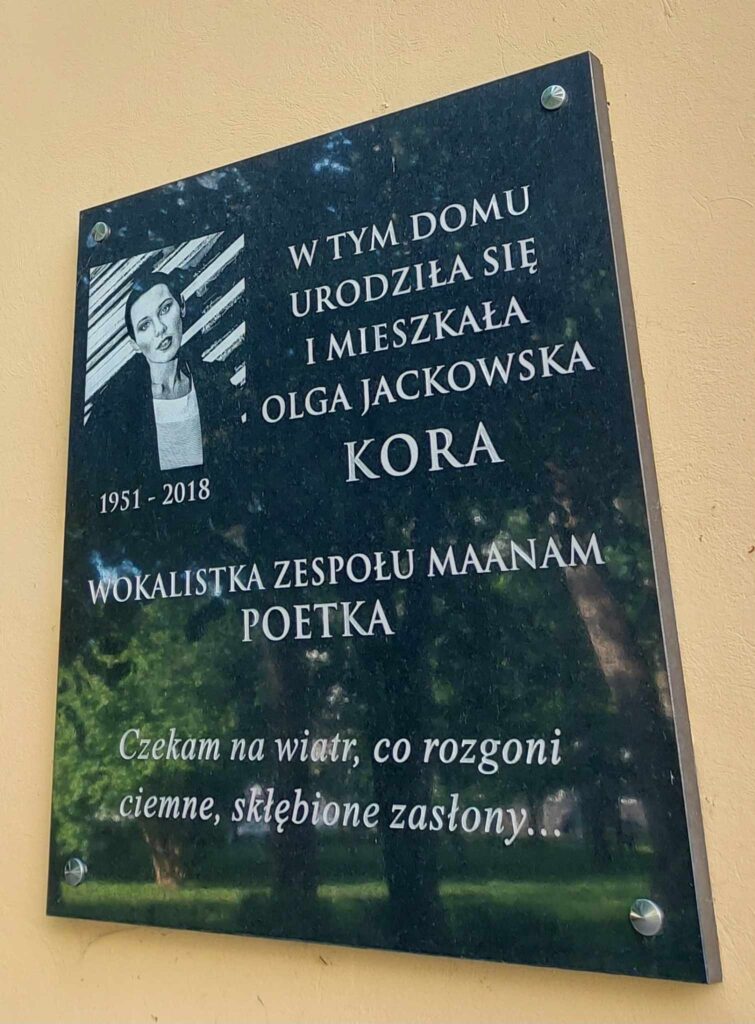 W TYM DOMU
URODZIŁA SIĘ
I MIESZKAŁA
OLGA JACKOWSKA
KORA
1951 - 2018
WOKALISTKA ZESPOŁU MAANAM
POETKA
Czekam na wiatr, co rozgoni
ciemne, skłębione zasłony...